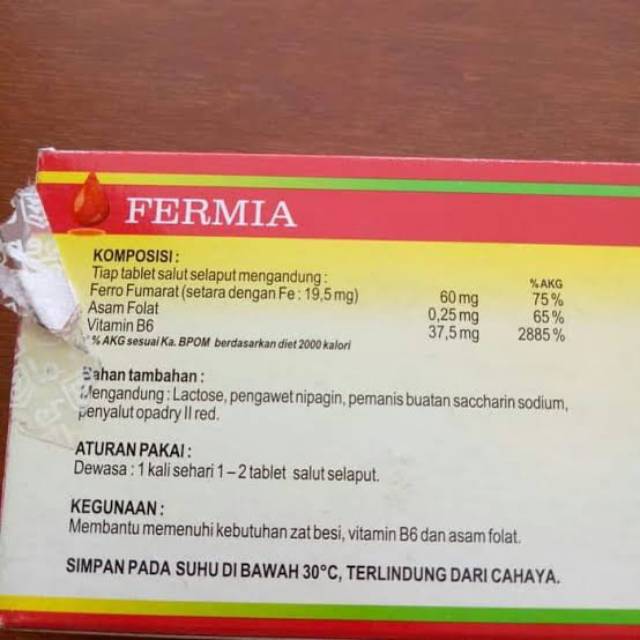 FERMIA
KOMPOSISI :
Tiap tablet salut selaput mengandung :
%AKG
Ferro Fumarat (setara dengan Fe : 19,5 mg) 60 mg 75 %
Asam Folat 0,25 mg 65 %
Vitamin B6 37,5 mg 2885 %
% AKG sesuai Ka. BPOM berdasarkan diet 2000 kalori
Bahan tambahan :
Mengandung : Lactose, pengawet nipagin, pemanis buatan saccharin sodium,
penyalut opadry II red.
ATURAN PAKAI :
Dewasa : 1 kali sehari 1 – 2 tablet salut selaput.
KEGUNAAN :
Membantu memenuhi kebutuhan zat besi, vitamin B6 dan asam folat.
SIMPAN PADA SUHU DI BAWAH 30°C, TERLINDUNG DARI CAHAYA.